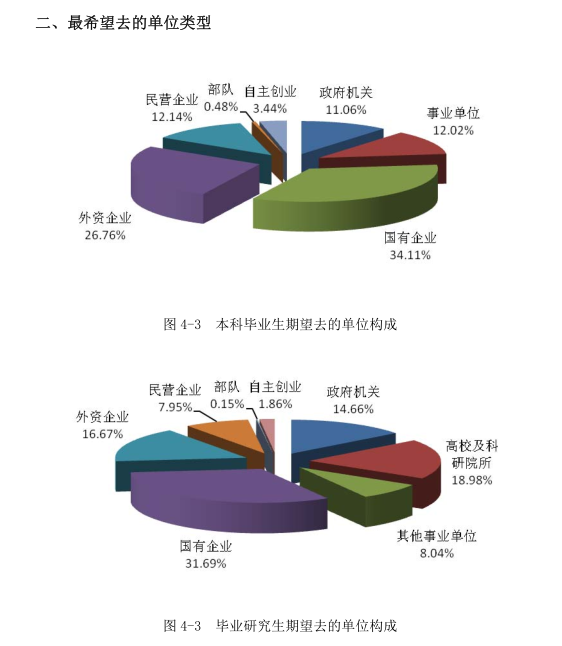 二、最希望去的单位类型
部队 自主创业 政府机关
民营企业 0.48% 3.44% 11.06% 事业单位
12.14% 12.02%
外资企业 国有企业
26.76% 34.11%
图 4-3 本科毕业生期望去的单位构成
民营企业 部队 自主创业 政府机关
7.95% 0.15% 1.86% 14.66%
外资企业 高校及科
16.67% 研院所
18.98%
国有企业 其他事业单位
31.69% 8.04%
图 4-3 毕业研究生期望去的单位构成